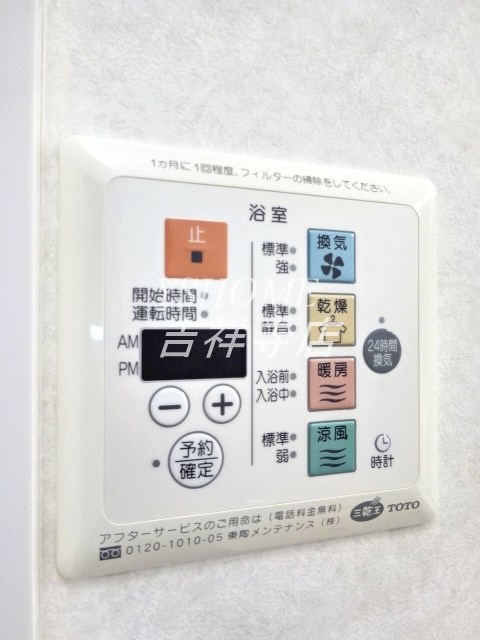 1ヵ月に1回程度、フィルターの掃除をしてください。
浴室
止
標準
強
換気
開始時間
運転時間
標準
静音
乾燥
AM
PM
24時間
換気
入浴前
入浴中
暖房
予約
確定
標準
弱
涼風
時計
三乾王 TOTO
アフターサービスのご用命は(電話料金無料)
0120-1010-05 東陶メンテナンス(株)
HOME
吉祥寺店